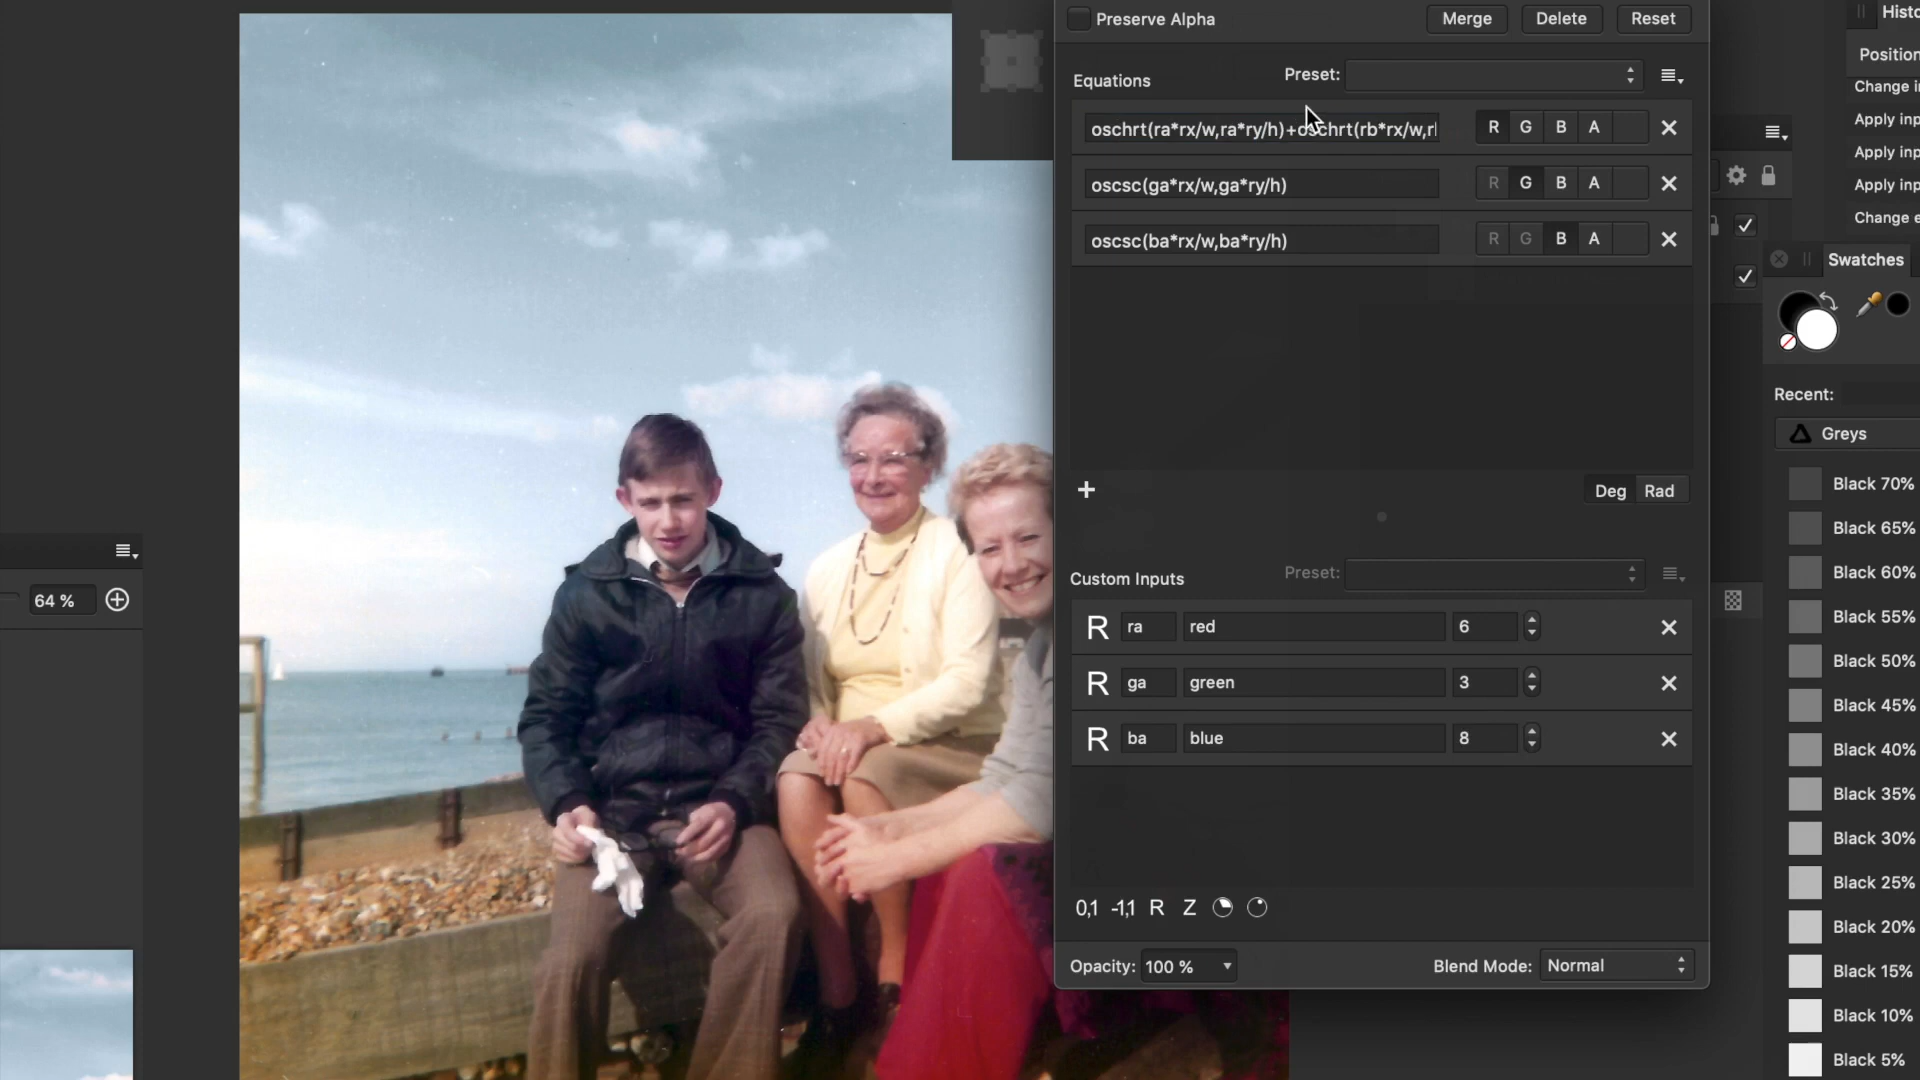 Preserve Alpha
Merge
Delete
Reset
Equations
Preset:
oschrt(ra*rx/w,ra*ry/h)+oschrt(rb*rx/w,r
R G B A
oscsc(ga*rx/w,ga*ry/h)
R G B A
oscsc(ba*rx/w,ba*ry/h)
R G B A
Deg Rad
Custom Inputs
Preset:
R ra red 6
R ga green 3
R ba blue 8
0,1 -1,1 R Z
Opacity: 100 %
Blend Mode: Normal
64 %
Histo
Position
Change i
Apply inp
Apply inp
Apply inp
Change e
Swatches
Recent:
Greys
Black 70%
Black 65%
Black 60%
Black 55%
Black 50%
Black 45%
Black 40%
Black 35%
Black 30%
Black 25%
Black 20%
Black 15%
Black 10%
Black 5%